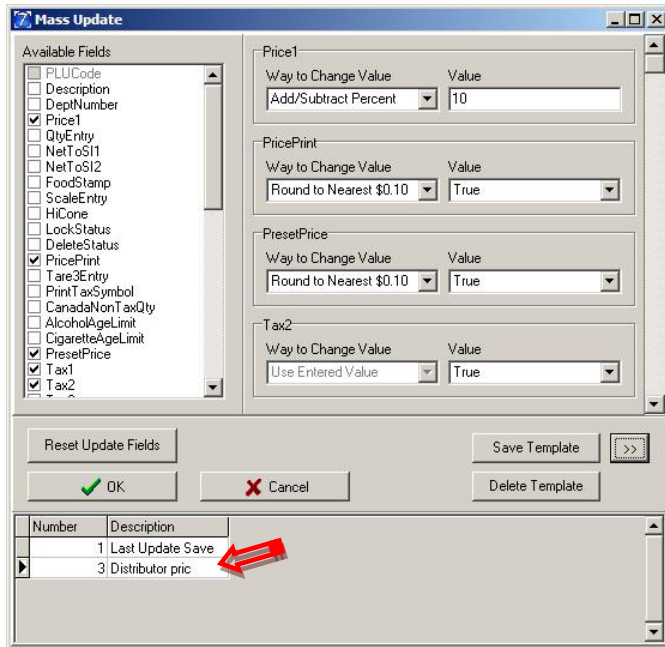 Mass Update
Available Fields
PLUCode
Description
DeptNumber
Price1
QtyEntry
NetToSI1
NetToSI2
FoodStamp
ScaleEntry
HiCone
LockStatus
DeleteStatus
PricePrint
Tare3Entry
PrintTaxSymbol
CanadaNonTaxQty
AlcoholAgeLimit
CigaretteAgeLimit
PresetPrice
Tax1
Tax2
Price1
Way to Change Value Value
Add/Subtract Percent 10
PricePrint
Way to Change Value Value
Round to Nearest $0.10 True
PresetPrice
Way to Change Value Value
Round to Nearest $0.10 True
Tax2
Way to Change Value Value
Use Entered Value True
Reset Update Fields Save Template >>
OK Cancel Delete Template
Number Description
1 Last Update Save
3 Distributor pric